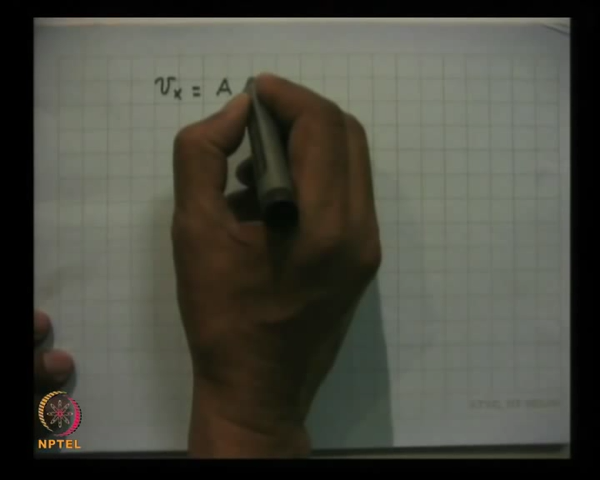 v_x = A
NPTEL